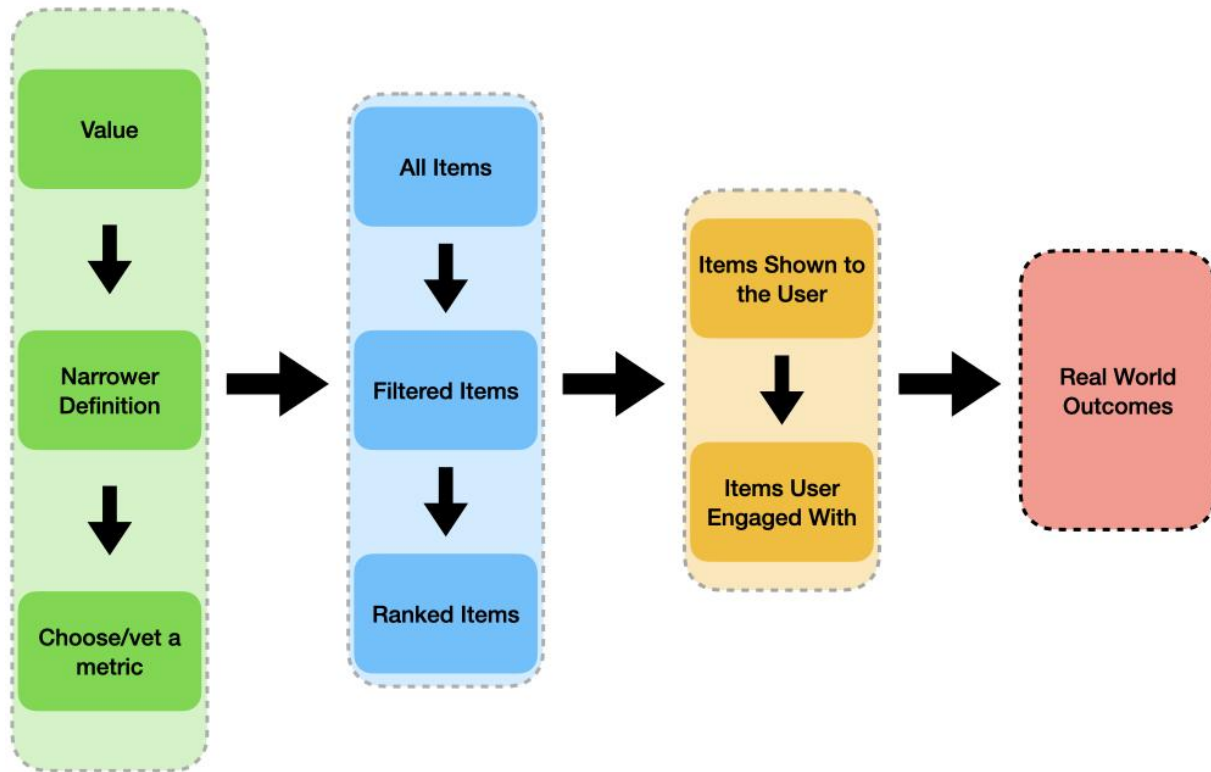 Value
Narrower
Definition
Choose/vet a
metric
All Items
Filtered Items
Ranked Items
Items Shown to
the User
Items User
Engaged With
Real World
Outcomes